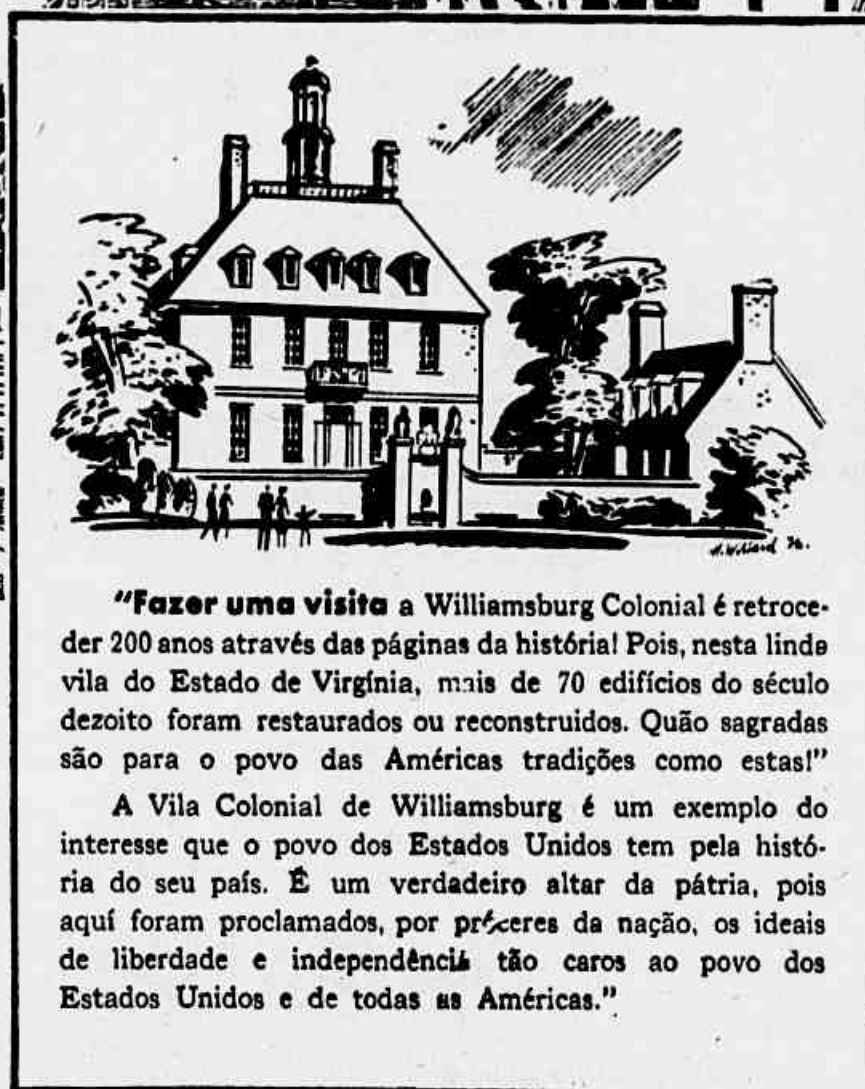 "Fazer uma visita a Williamsburg Colonial é retroce-
der 200 anos através das páginas da história! Pois, nesta linda
vila do Estado de Virgínia, mais de 70 edifícios do século
dezoito foram restaurados ou reconstruidos. Quão sagradas
são para o povo das Américas tradições como estas!"
A Vila Colonial de Williamsburg é um exemplo do
interesse que o povo dos Estados Unidos tem pela histó-
ria do seu país. É um verdadeiro altar da pátria, pois
aquí foram proclamados, por próceres da nação, os ideais
de liberdade e independência tão caros ao povo dos
Estados Unidos e de todas as Américas."